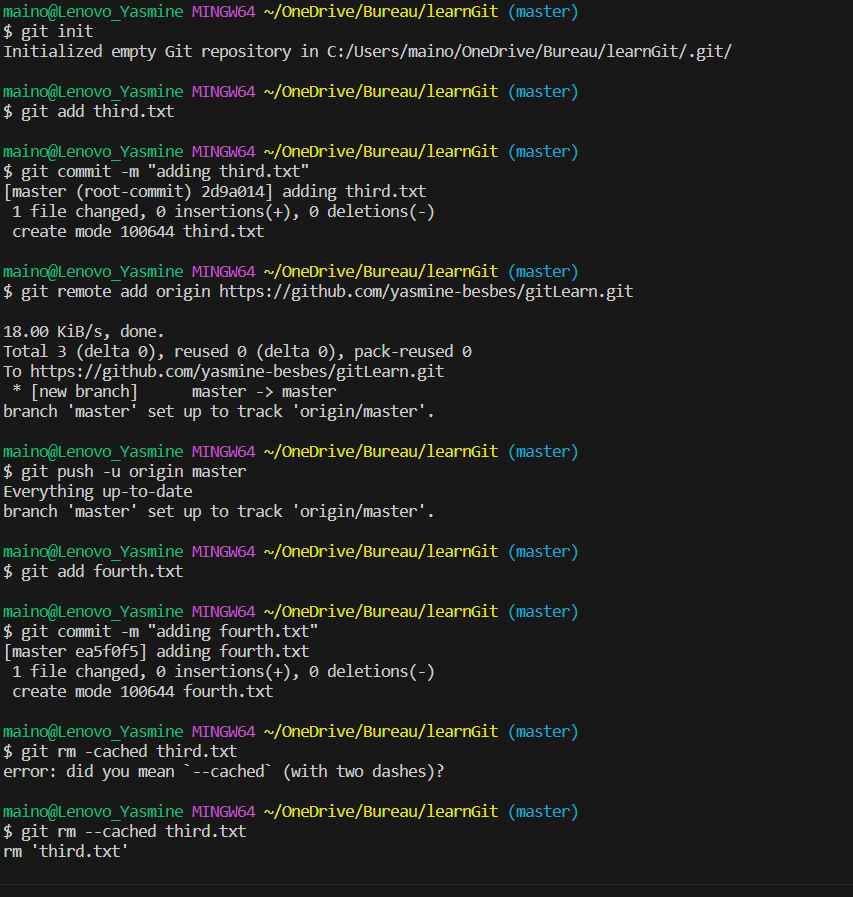 maino@Lenovo_Yasmine MINGW64 ~/OneDrive/Bureau/learnGit (master)
$ git init
Initialized empty Git repository in C:/Users/maino/OneDrive/Bureau/learnGit/.git/
maino@Lenovo_Yasmine MINGW64 ~/OneDrive/Bureau/learnGit (master)
$ git add third.txt
maino@Lenovo_Yasmine MINGW64 ~/OneDrive/Bureau/learnGit (master)
$ git commit -m "adding third.txt"
[master (root-commit) 2d9a014] adding third.txt
 1 file changed, 0 insertions(+), 0 deletions(-)
 create mode 100644 third.txt
maino@Lenovo_Yasmine MINGW64 ~/OneDrive/Bureau/learnGit (master)
$ git remote add origin https://github.com/yasmine-besbes/gitLearn.git
18.00 KiB/s, done.
Total 3 (delta 0), reused 0 (delta 0), pack-reused 0
To https://github.com/yasmine-besbes/gitLearn.git
 * [new branch]      master -> master
branch 'master' set up to track 'origin/master'.
maino@Lenovo_Yasmine MINGW64 ~/OneDrive/Bureau/learnGit (master)
$ git push -u origin master
Everything up-to-date
branch 'master' set up to track 'origin/master'.
maino@Lenovo_Yasmine MINGW64 ~/OneDrive/Bureau/learnGit (master)
$ git add fourth.txt
maino@Lenovo_Yasmine MINGW64 ~/OneDrive/Bureau/learnGit (master)
$ git commit -m "adding fourth.txt"
[master ea5f0f5] adding fourth.txt
 1 file changed, 0 insertions(+), 0 deletions(-)
 create mode 100644 fourth.txt
maino@Lenovo_Yasmine MINGW64 ~/OneDrive/Bureau/learnGit (master)
$ git rm -cached third.txt
error: did you mean `--cached` (with two dashes)?
maino@Lenovo_Yasmine MINGW64 ~/OneDrive/Bureau/learnGit (master)
$ git rm --cached third.txt
rm 'third.txt'